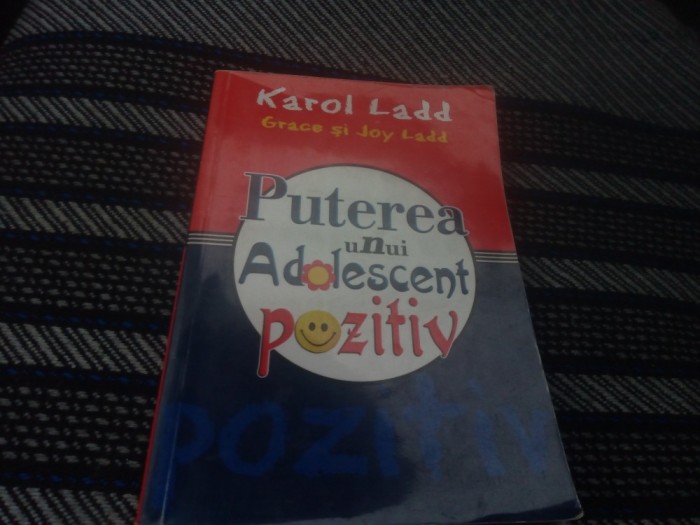 Karol Ladd
Grace și Joy Ladd
Puterea
unui
Adolescent
pozitiv
pozitiv